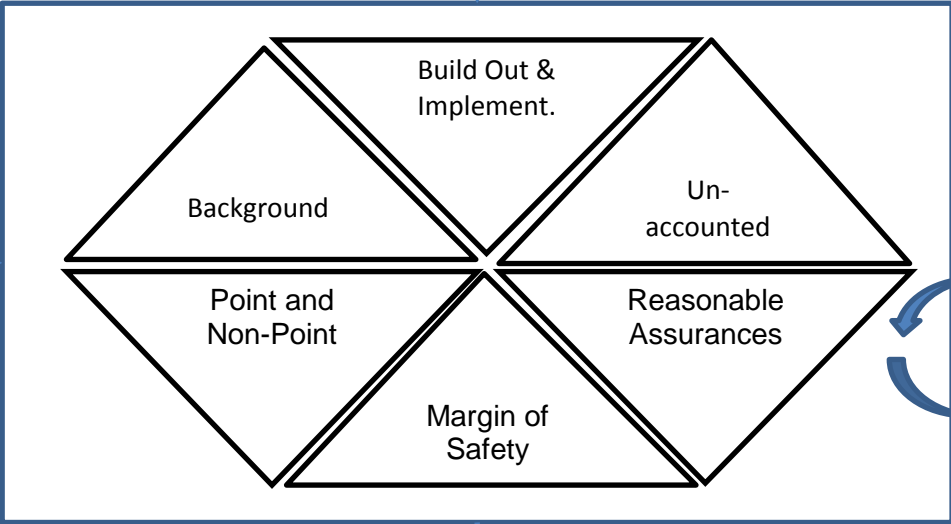 Build Out &
Implement.
Background
Un-
accounted
Point and
Non-Point
Reasonable
Assurances
Margin of
Safety